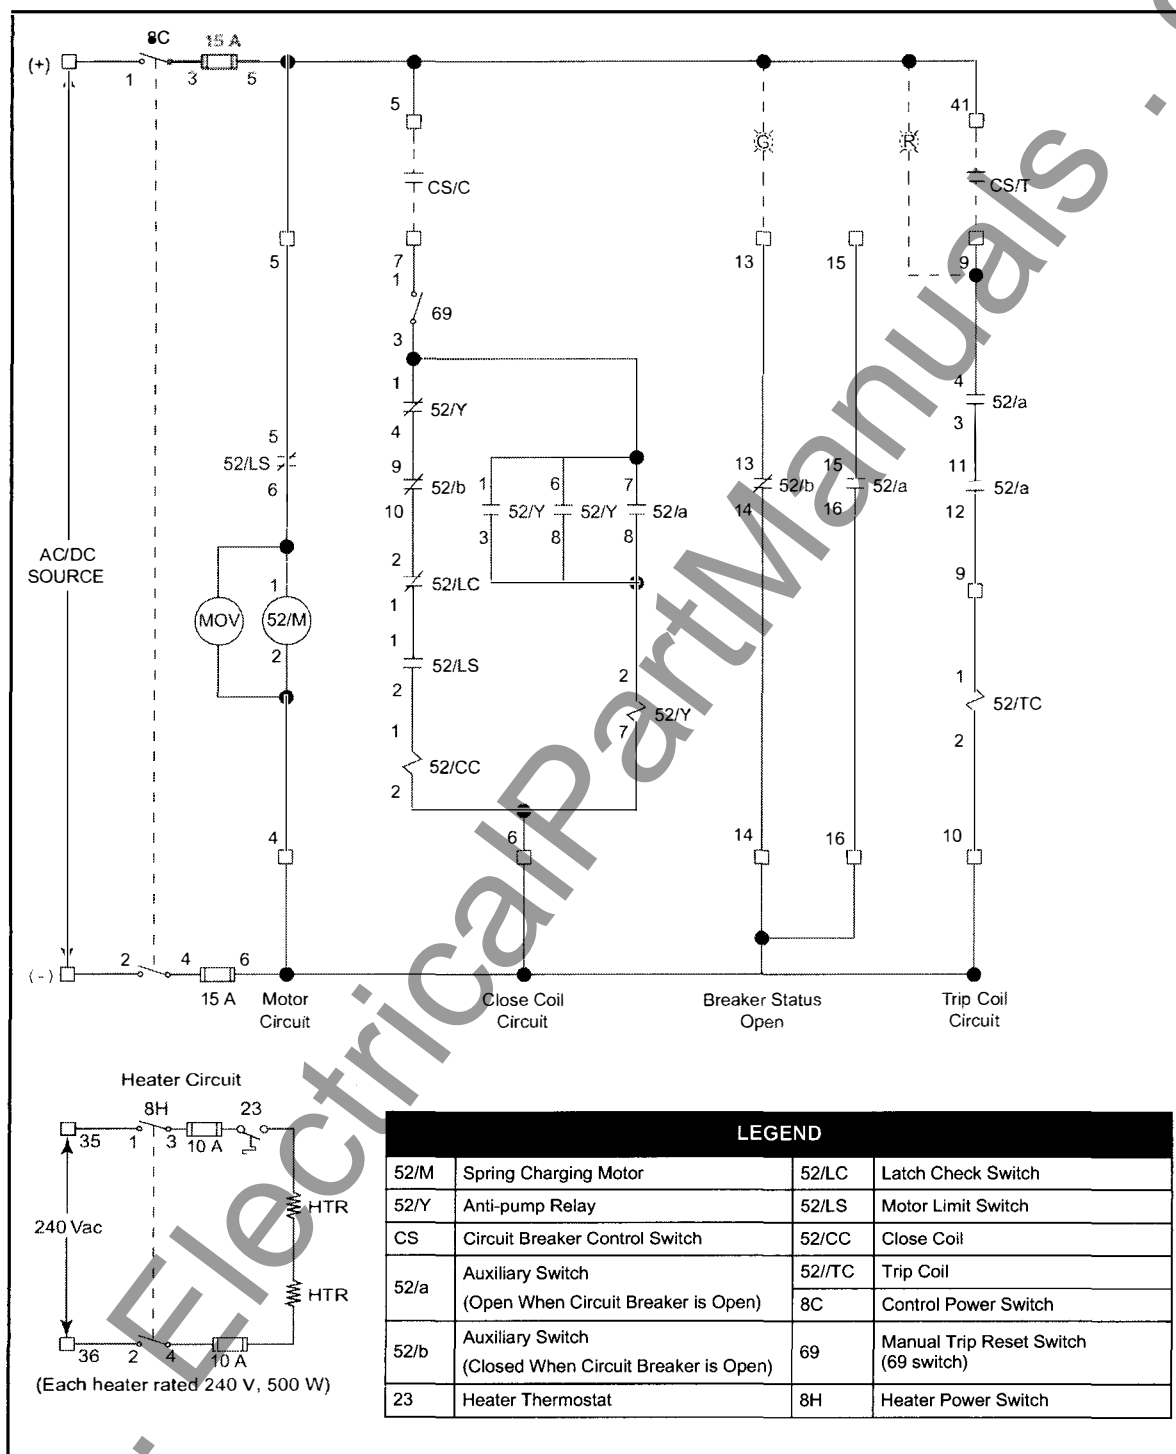 8C 15 A
(+) 1 3 5
5 41
G R
CS/C CS/T
5 7 13 15 9
1
69
3
1 4
52/Y 52/a
4 3
5 9 13 15 11
52/LS 52/b 1 6 7 52/b 52/a 52/a
6 52/Y 52/Y 52/a
10 3 8 8 14 16 12
AC/DC
SOURCE
2 9
1 52/LC
1
MOV 52/M
1
2 52/LS
2 2 1
52/Y 52/TC
1 7 2
52/CC
2
4 6 14 16 10
(-) 2 4 6
15 A
Motor
Circuit
Close Coil
Circuit
Breaker Status
Open
Trip Coil
Circuit
Heater Circuit
8H 23
35 1 3 10 A
HTR
240 Vac
HTR
36 2 4 10 A
(Each heater rated 240 V, 500 W)
LEGEND
52/M Spring Charging Motor 52/LC Latch Check Switch
52/Y Anti-pump Relay 52/LS Motor Limit Switch
CS Circuit Breaker Control Switch 52/CC Close Coil
52/a Auxiliary Switch
(Open When Circuit Breaker is Open)
52//TC Trip Coil
8C Control Power Switch
52/b Auxiliary Switch
(Closed When Circuit Breaker is Open)
69 Manual Trip Reset Switch
(69 switch)
23 Heater Thermostat 8H Heater Power Switch
. ElectricalPartManuals .